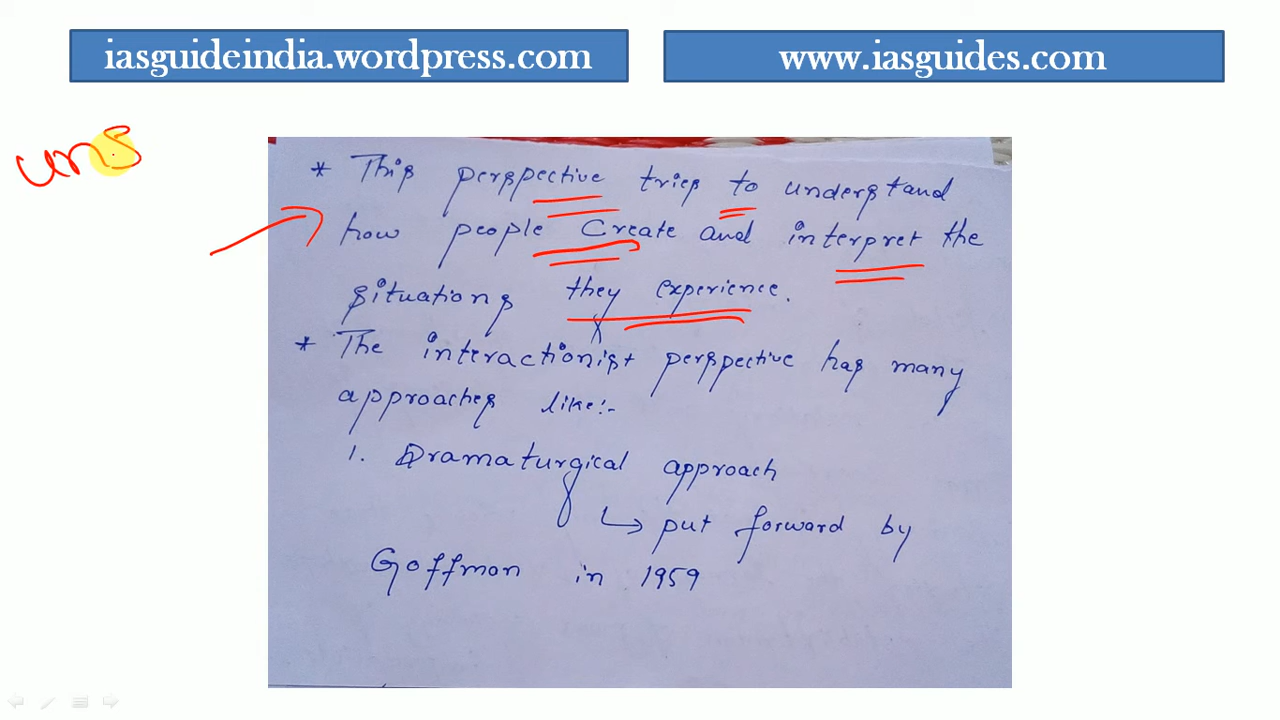 iasguideindia.wordpress.com
www.iasguides.com
uns
* This perspective tries to understand
how people Create and interpret the
situations they experience.
* The interactionist perspective has many
approaches like:-
1. Dramaturgical approach
↳ put forward by
Goffmon in 1959